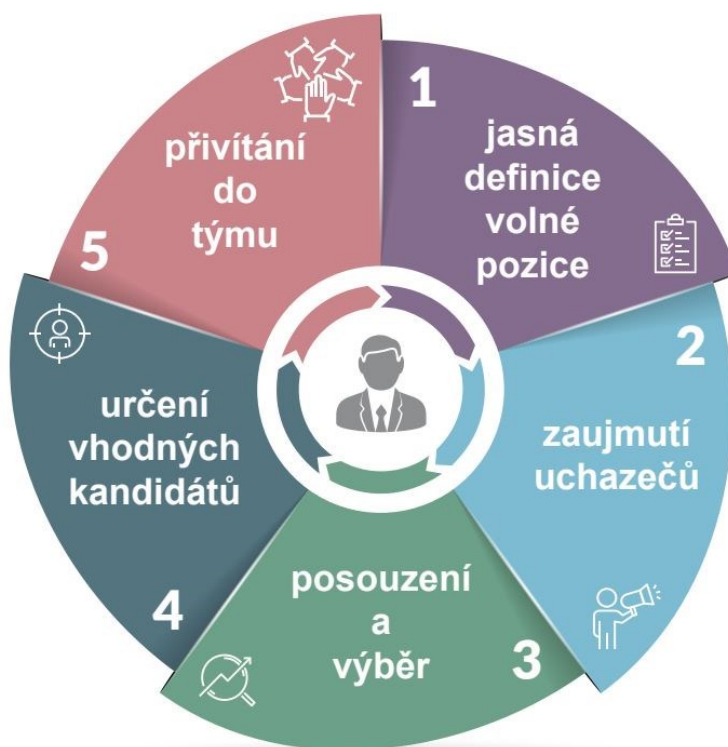 1
jasná
definice
volné
pozice
2
zaujmutí
uchazečů
posouzení
a
výběr
3
určení
vhodných
kandidátů
4
přivítání
do
týmu
5